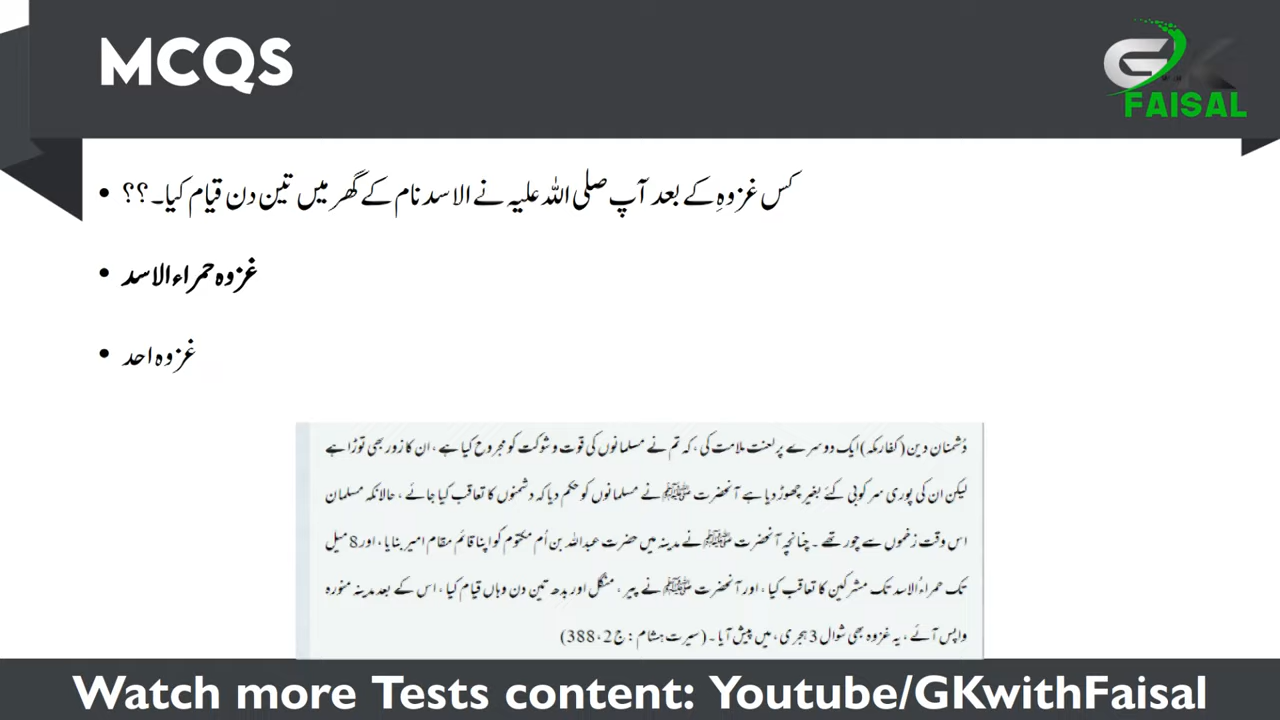 MCQS
GK
FAISAL
• کس غزوہِ کے بعد آپ صلی اللہ علیہ نے الاسد نام کے گھر میں تین دن قیام کیا۔؟؟
• غزوہ حمراء الاسد
• غزوہ احد
دُشمنان دین (کفار مکہ) ایک دوسرے پر لعنت ملامت کی، کہ تم نے مسلمانوں کی قوت و شوکت کو مجروح کیا ہے، ان کا زور بھی توڑا ہے
لیکن ان کی پوری سرکوبی کئے بغیر چھوڑ دیا ہے آنحضرت ﷺ نے مسلمانوں کو حکم دیا کہ دشمنوں کا تعاقب کیا جائے، حالانکہ مسلمان
اس وقت زخموں سے چور تھے۔ چنانچہ آنحضرت ﷺ نے مدینہ میں حضرت عبد اللہ بن اُم مکتوم کو اپنا قائم مقام امیر بنایا، اور 8 میل
تک حمراءُ الاسد تک مشرکین کا تعاقب کیا، اور آنحضرت ﷺ نے پیر، منگل اور بدھ تین دن وہاں قیام کیا، اس کے بعد مدینہ منورہ
واپس آئے، یہ غزوہ بھی شوال 3 ہجری، میں پیش آیا۔ (سیرت ہشام: ج 2، 388)
Watch more Tests content: Youtube/GKwithFaisal